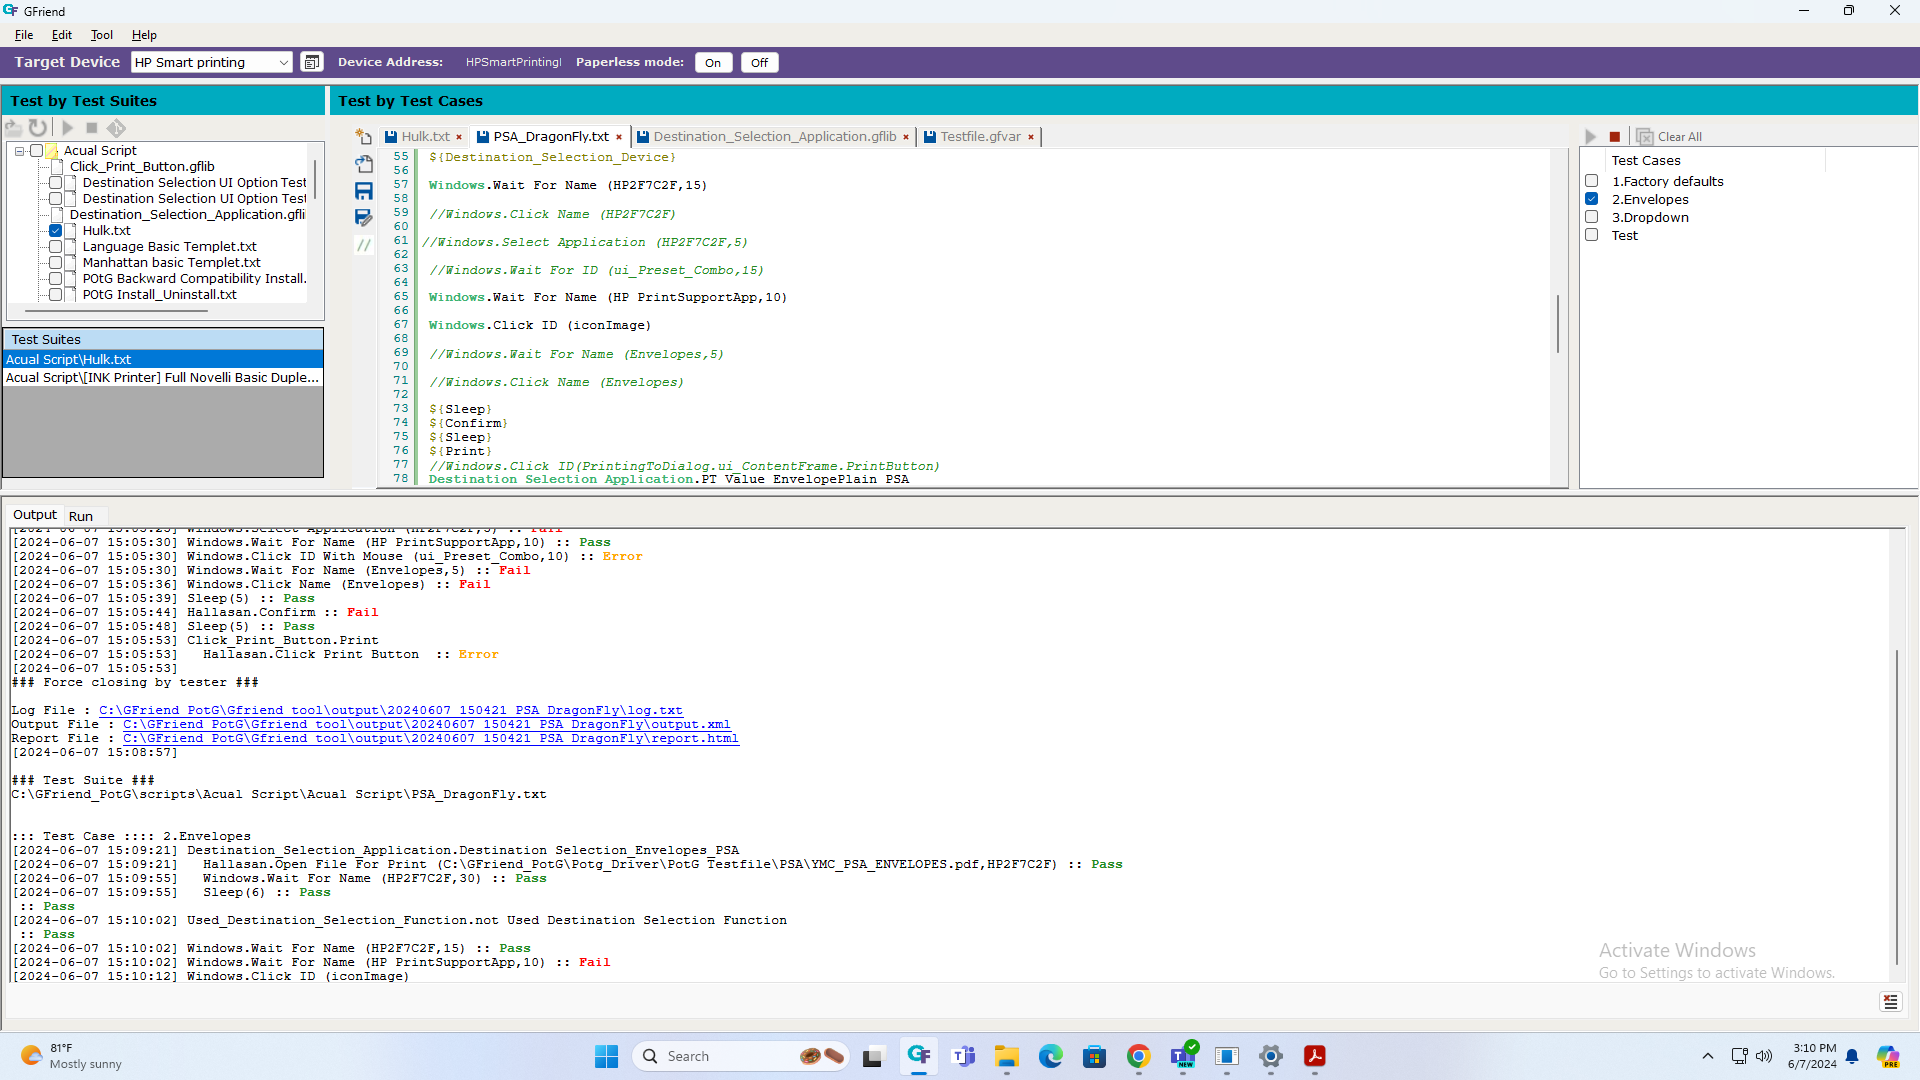 GFriend
File Edit Tool Help
Target Device HP Smart printing Device Address: HPSmartPrintingI Paperless mode: On Off
Test by Test Suites
Test by Test Cases
Acual Script
Click_Print_Button.gflib
Destination Selection UI Option Test
Destination Selection UI Option Test
Destination_Selection_Application.gfli
Hulk.txt
Language Basic Templet.txt
Manhattan basic Templet.txt
POtG Backward Compatibility Install.
POtG Install_Uninstall.txt
Test Suites
Acual Script\Hulk.txt
Acual Script\[INK Printer] Full Novelli Basic Duple...
Hulk.txt × PSA_DragonFly.txt × Destination_Selection_Application.gflib × Testfile.gfvar ×
55 ${Destination_Selection_Device}
56
57 Windows.Wait For Name (HP2F7C2F,15)
58
59 //Windows.Click Name (HP2F7C2F)
60
61 //Windows.Select Application (HP2F7C2F,5)
62
63 //Windows.Wait For ID (ui_Preset_Combo,15)
64
65 Windows.Wait For Name (HP PrintSupportApp,10)
66
67 Windows.Click ID (iconImage)
68
69 //Windows.Wait For Name (Envelopes,5)
70
71 //Windows.Click Name (Envelopes)
72
73 ${Sleep}
74 ${Confirm}
75 ${Sleep}
76 ${Print}
77 //Windows.Click ID(PrintingToDialog.ui_ContentFrame.PrintButton)
78 Destination Selection Application.PT Value EnvelopePlain PSA
//
Clear All
Test Cases
1.Factory defaults
2.Envelopes
3.Dropdown
Test
Output Run
[2024-06-07 15:05:25] Windows.Select Application (HP2F7C2F,5) :: Fail
[2024-06-07 15:05:30] Windows.Wait For Name (HP PrintSupportApp,10) :: Pass
[2024-06-07 15:05:30] Windows.Click ID With Mouse (ui_Preset_Combo,10) :: Error
[2024-06-07 15:05:30] Windows.Wait For Name (Envelopes,5) :: Fail
[2024-06-07 15:05:36] Windows.Click Name (Envelopes) :: Fail
[2024-06-07 15:05:39] Sleep(5) :: Pass
[2024-06-07 15:05:44] Hallasan.Confirm :: Fail
[2024-06-07 15:05:48] Sleep(5) :: Pass
[2024-06-07 15:05:53] Click_Print_Button.Print
[2024-06-07 15:05:53] Hallasan.Click Print Button :: Error
[2024-06-07 15:05:53]
### Force closing by tester ###
Log File : C:\GFriend_PotG\Gfriend tool\output\20240607_150421_PSA_DragonFly\log.txt
Output File : C:\GFriend_PotG\Gfriend tool\output\20240607_150421_PSA_DragonFly\output.xml
Report File : C:\GFriend_PotG\Gfriend tool\output\20240607_150421_PSA_DragonFly\report.html
[2024-06-07 15:08:57]
### Test Suite ###
C:\GFriend_PotG\scripts\Acual Script\Acual Script\PSA_DragonFly.txt
::: Test Case :::: 2.Envelopes
[2024-06-07 15:09:21] Destination_Selection_Application.Destination Selection_Envelopes_PSA
[2024-06-07 15:09:21] Hallasan.Open File For Print (C:\GFriend_PotG\Potg_Driver\PotG Testfile\PSA\YMC_PSA_ENVELOPES.pdf,HP2F7C2F) :: Pass
[2024-06-07 15:09:55] Windows.Wait For Name (HP2F7C2F,30) :: Pass
[2024-06-07 15:09:55] Sleep(6) :: Pass
:: Pass
[2024-06-07 15:10:02] Used_Destination_Selection_Function.not Used Destination Selection Function
:: Pass
[2024-06-07 15:10:02] Windows.Wait For Name (HP2F7C2F,15) :: Pass
[2024-06-07 15:10:02] Windows.Wait For Name (HP PrintSupportApp,10) :: Fail
[2024-06-07 15:10:12] Windows.Click ID (iconImage)
Activate Windows
Go to Settings to activate Windows.
81°F
Mostly sunny
Search
GF
NEW
3:10 PM
6/7/2024
PRE